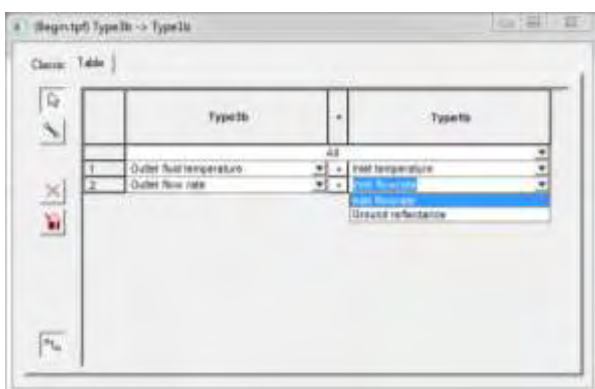 (Begin.tpf) Type3b -> Type1b
Classic Table
Type3b = Type1b
All
1 Outlet fluid temperature = Inlet temperature
2 Outlet flow rate = Inlet flowrate
Inlet flowrate
Ground reflectance